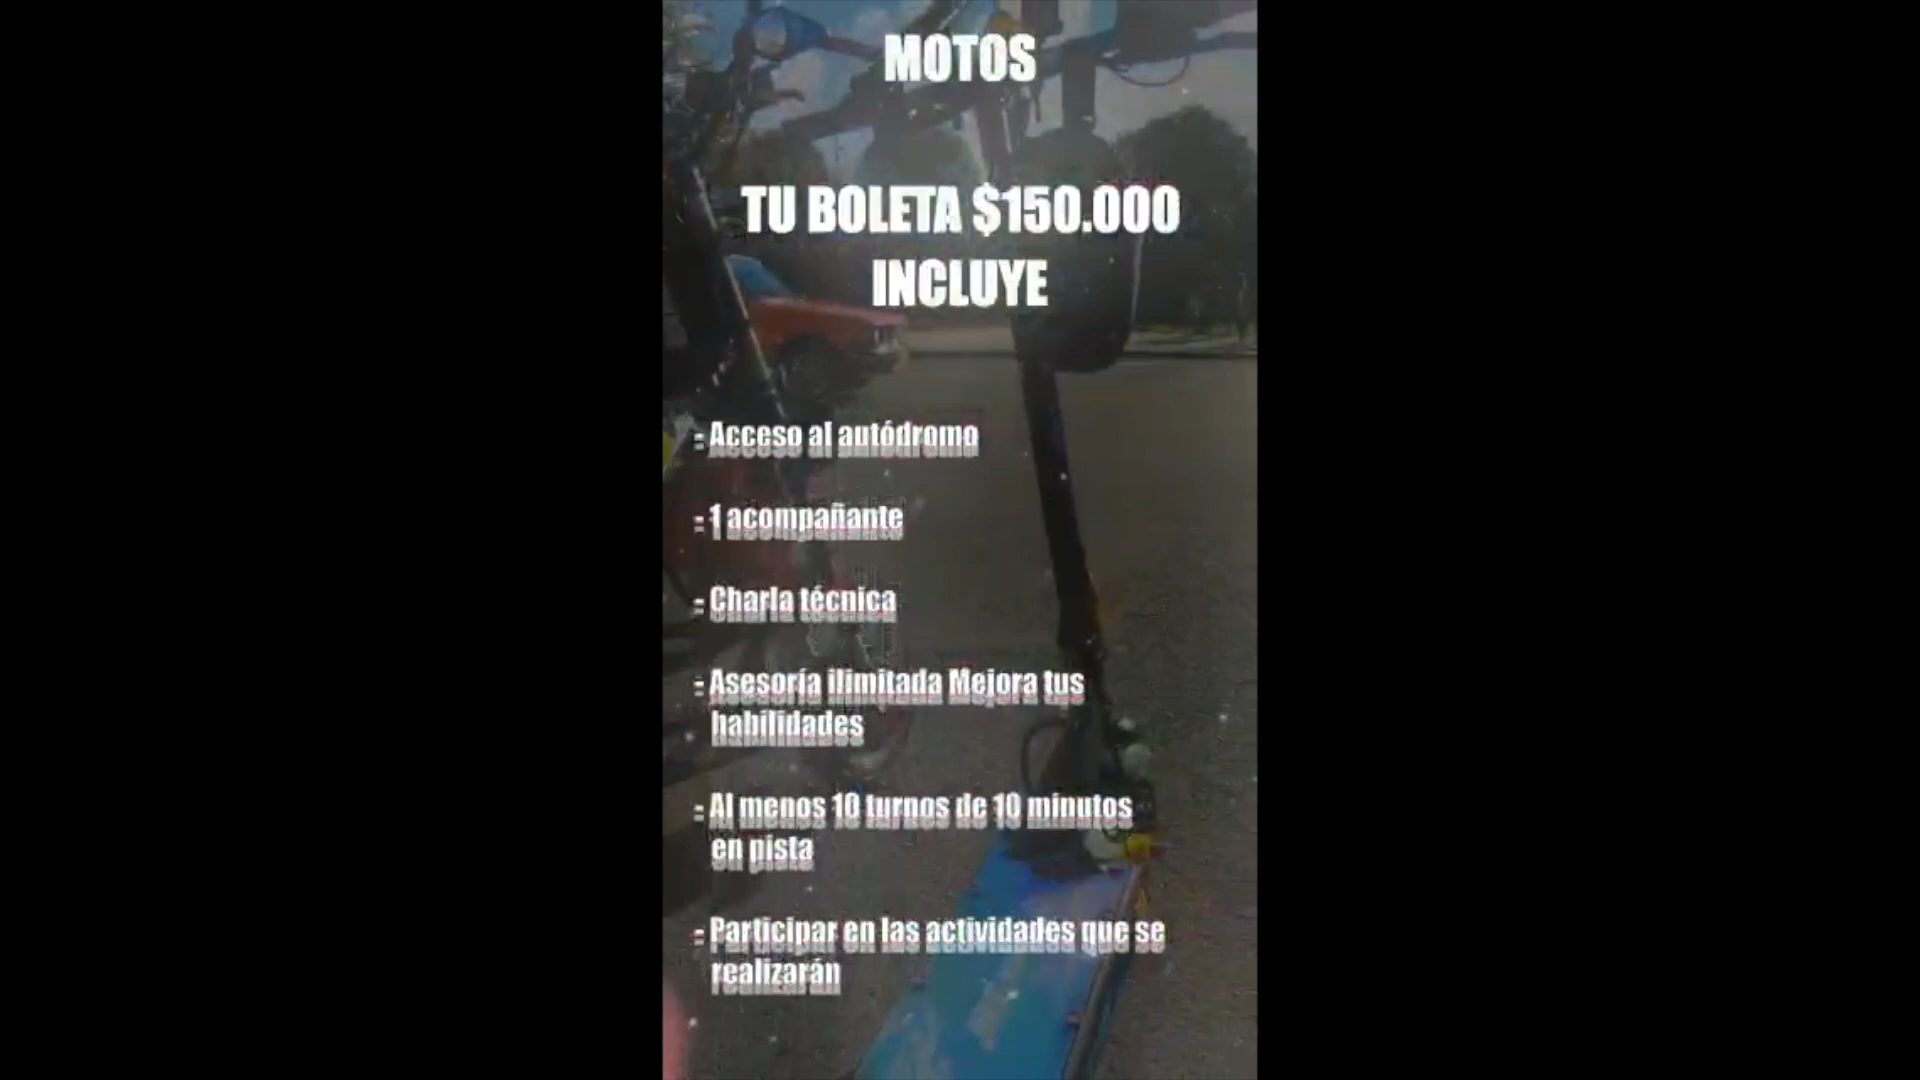 MOTOS
TU BOLETA $150.000
INCLUYE
- Acceso al autódromo
- 1 acompañante
- Charla técnica
- Asesoría ilimitada Mejora tus
habilidades
- Al menos 10 turnos de 10 minutos
en pista
- Participar en las actividades que se
realizarán